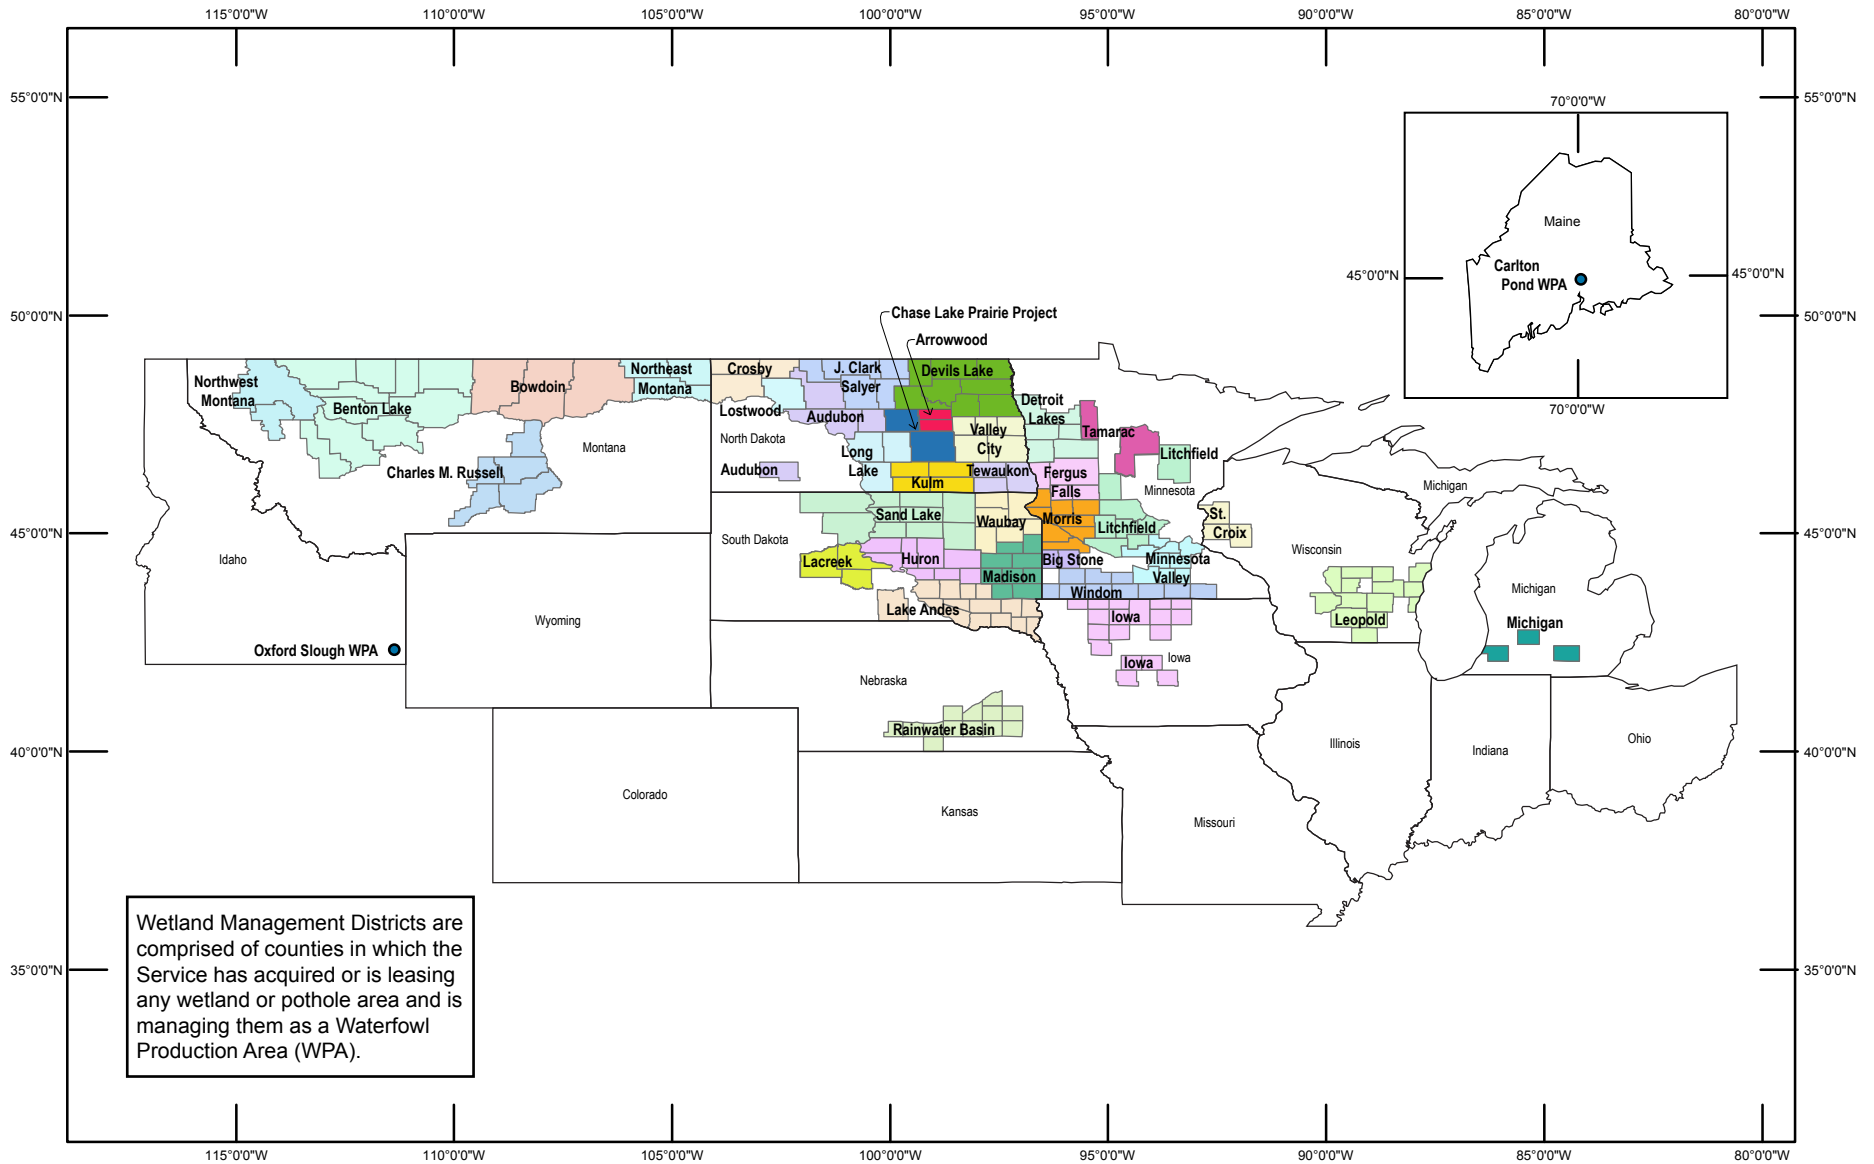 115°0'0"W
110°0'0"W
105°0'0"W
100°0'0"W
95°0'0"W
90°0'0"W
85°0'0"W
80°0'0"W
55°0'0"N
55°0'0"N
70°0'0"W
Maine
Carlton
Pond WPA
45°0'0"N
45°0'0"N
70°0'0"W
50°0'0"N
50°0'0"N
Chase Lake Prairie Project
Arrowwood
Northwest
Montana
Benton Lake
Bowdoin
Northeast
Montana
Crosby
J. Clark
Salyer
Devils Lake
Lostwood
Audubon
North Dakota
Valley
City
Detroit
Lakes
Tamarac
Litchfield
Montana
Charles M. Russell
Long
Lake
Audubon
Kulm
Tewaukon
Fergus
Falls
Minnesota
Michigan
Sand Lake
Waubay
Morris
Litchfield
St.
Croix
45°0'0"N
45°0'0"N
Idaho
South Dakota
Lacreek
Huron
Madison
Big Stone
Minnesota
Valley
Windom
Wisconsin
Michigan
Leopold
Michigan
Lake Andes
Iowa
Wyoming
Oxford Slough WPA
Iowa
Iowa
Nebraska
Rainwater Basin
40°0'0"N
40°0'0"N
Illinois
Indiana
Ohio
Colorado
Kansas
Missouri
Wetland Management Districts are
comprised of counties in which the
Service has acquired or is leasing
any wetland or pothole area and is
managing them as a Waterfowl
Production Area (WPA).
35°0'0"N
35°0'0"N
115°0'0"W
110°0'0"W
105°0'0"W
100°0'0"W
95°0'0"W
90°0'0"W
85°0'0"W
80°0'0"W